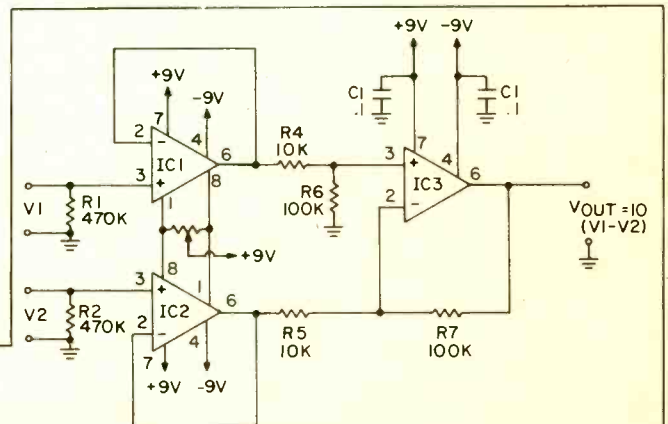 +9V
-9V
+9V
-9V
C1
.1
C1
.1
7
4
2
-
IC1
6
3
+
1
8
R4
10K
3
+
7
4
6
IC3
2
-
V1
R1
470K
R6
100K
VOUT = 10
(V1-V2)
+9V
8
1
3
+
IC2
6
2
-
7
4
V2
R2
470K
R5
10K
R7
100K
+9V
-9V